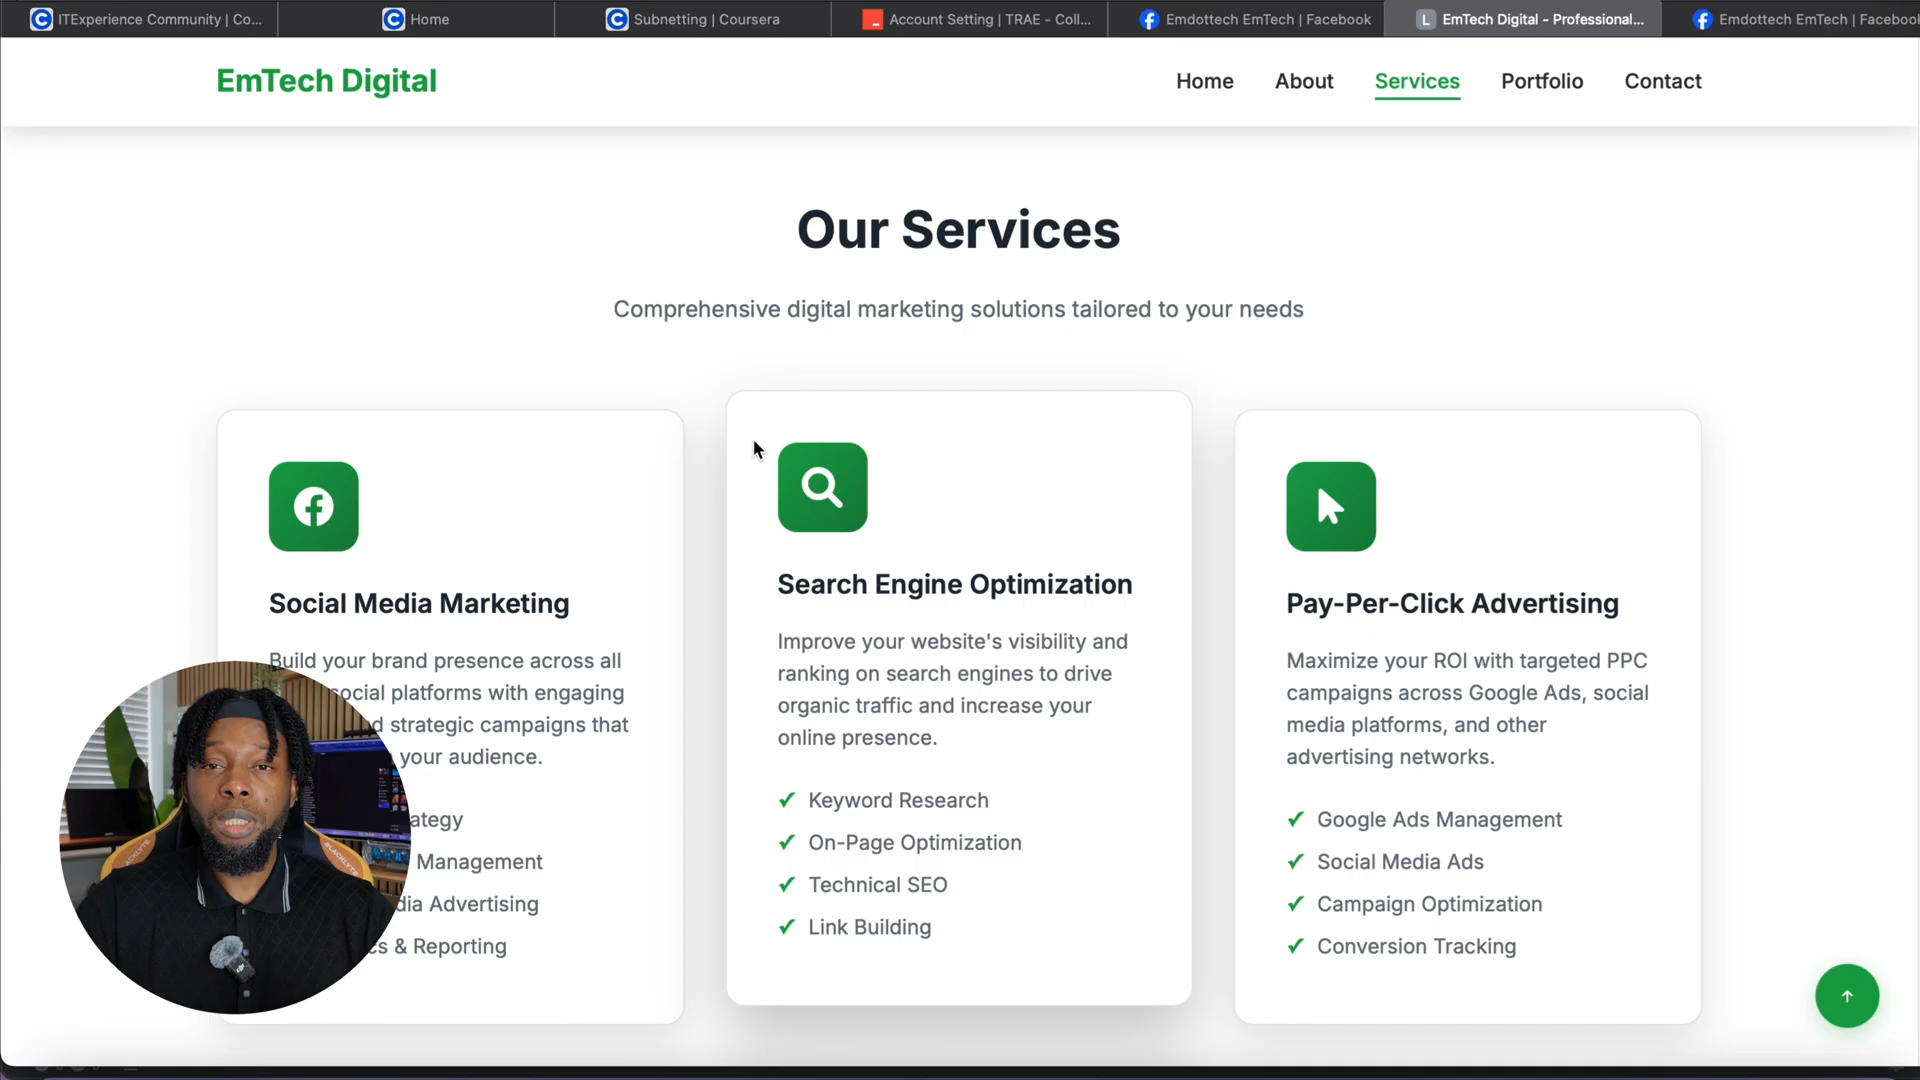 ITExperience Community | Co...
Home
Subnetting | Coursera
Account Setting | TRAE - Coll...
Emdottech EmTech | Facebook
L
EmTech Digital - Professional...
Emdottech EmTech | Facebook
EmTech Digital
Home
About
Services
Portfolio
Contact
Our Services
Comprehensive digital marketing solutions tailored to your needs
Social Media Marketing
Build your brand presence across all
social platforms with engaging
strategic campaigns that
your audience.
Management
Advertising
& Reporting
Search Engine Optimization
Improve your website's visibility and
ranking on search engines to drive
organic traffic and increase your
online presence.
✓ Keyword Research
✓ On-Page Optimization
✓ Technical SEO
✓ Link Building
Pay-Per-Click Advertising
Maximize your ROI with targeted PPC
campaigns across Google Ads, social
media platforms, and other
advertising networks.
✓ Google Ads Management
✓ Social Media Ads
✓ Campaign Optimization
✓ Conversion Tracking